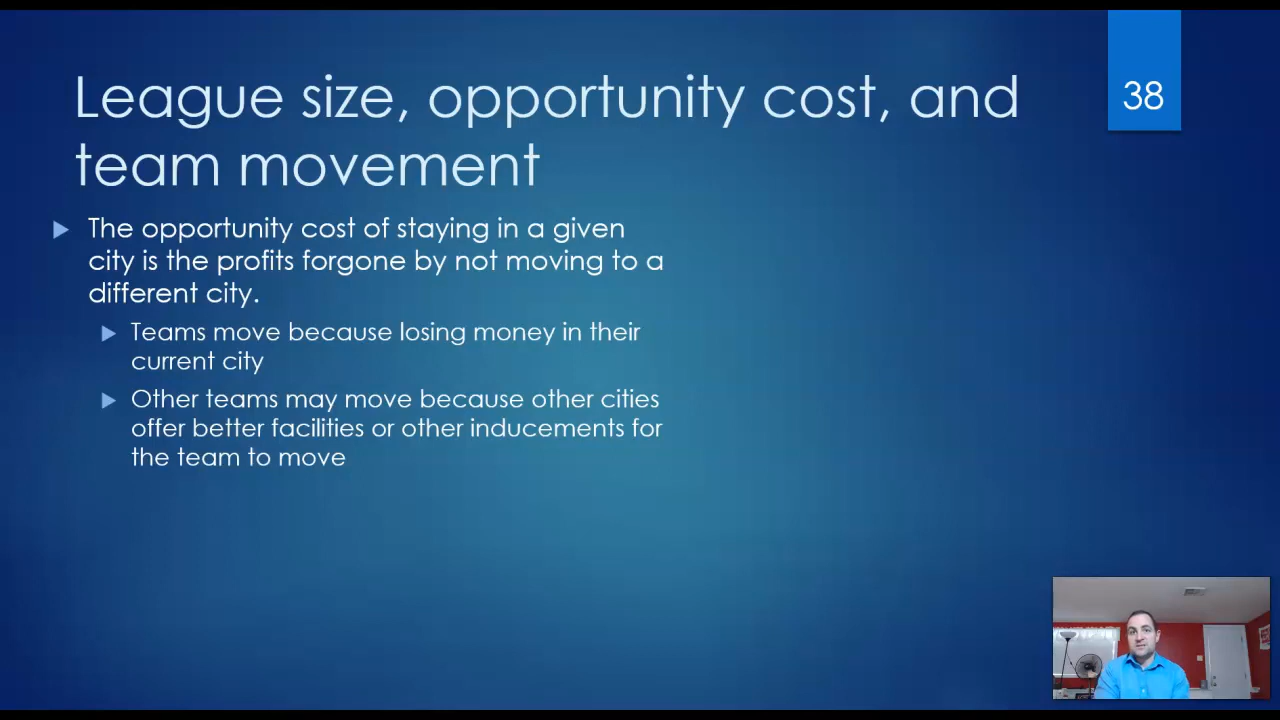 League size, opportunity cost, and
team movement
38
The opportunity cost of staying in a given
city is the profits forgone by not moving to a
different city.
Teams move because losing money in their
current city
Other teams may move because other cities
offer better facilities or other inducements for
the team to move